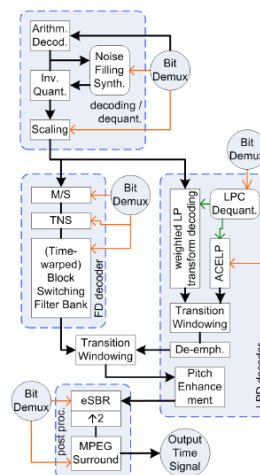 Arithm.
Decod.
Noise
Filling
Synth.
Bit
Demux
Inv.
Quant.
decoding /
dequant.
Scaling
Bit
Demux
M/S
Bit
Demux
LPC
Dequant.
TNS
weighted LP
transform decoding
ACELP
(Time-
warped)
Block
Switching
Filter Bank
FD decoder
Transition
Windowing
De-emph.
Transition
Windowing
Pitch
Enhance
ment
LPD decoder
Bit
Demux
post proc.
eSBR
↑2
MPEG
Surround
Output
Time
Signal